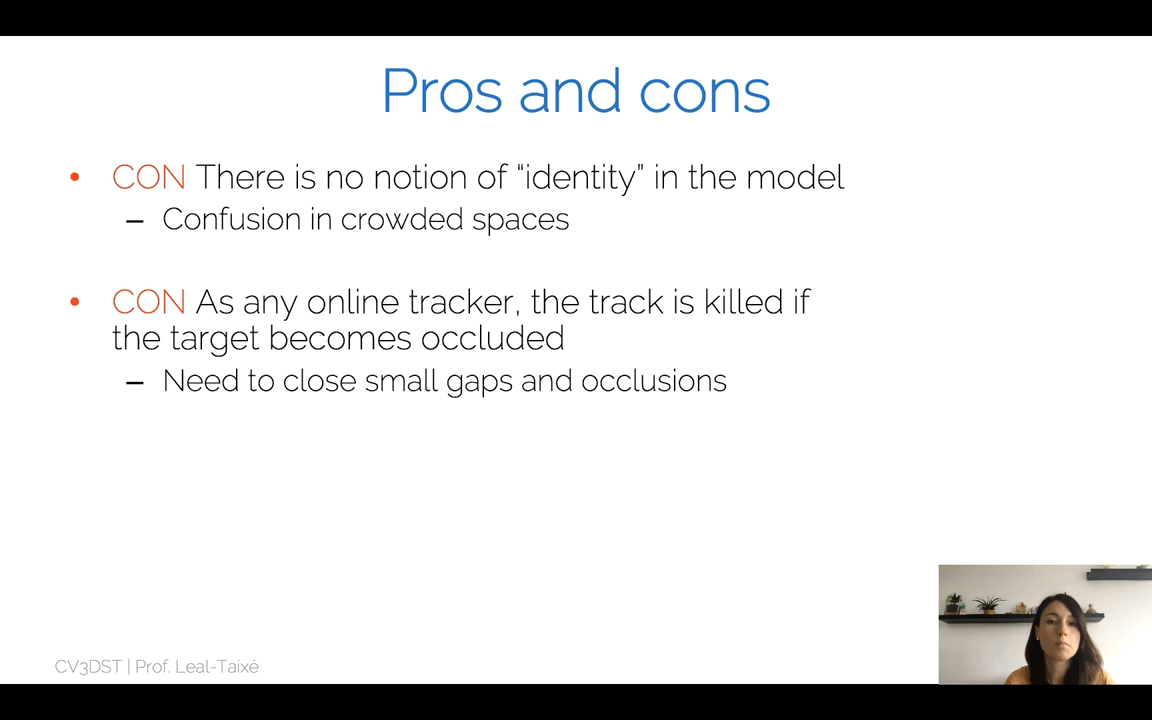 Pros and cons
• CON There is no notion of “identity” in the model
– Confusion in crowded spaces
• CON As any online tracker, the track is killed if
the target becomes occluded
– Need to close small gaps and occlusions
CV3DST | Prof. Leal-Taixé